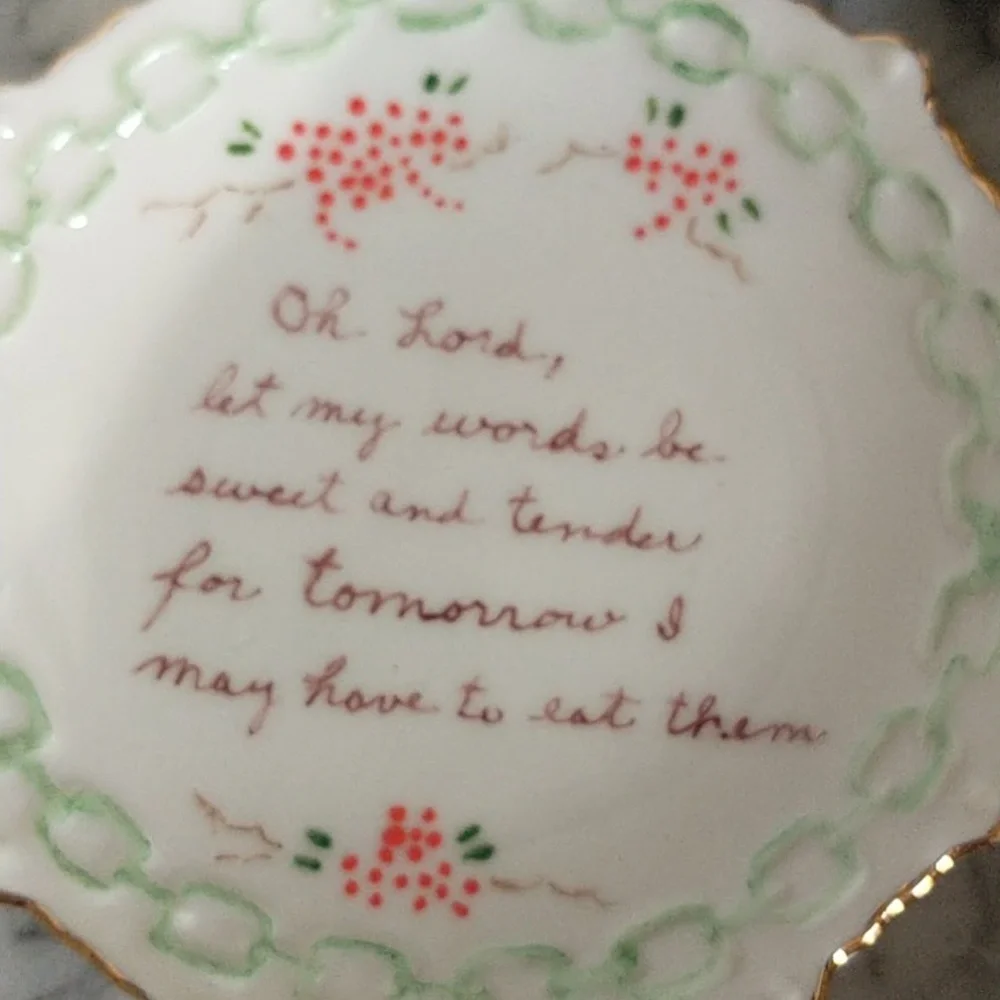 Oh Lord,
let my words be
sweet and tender
for tomorrow I
may have to eat them